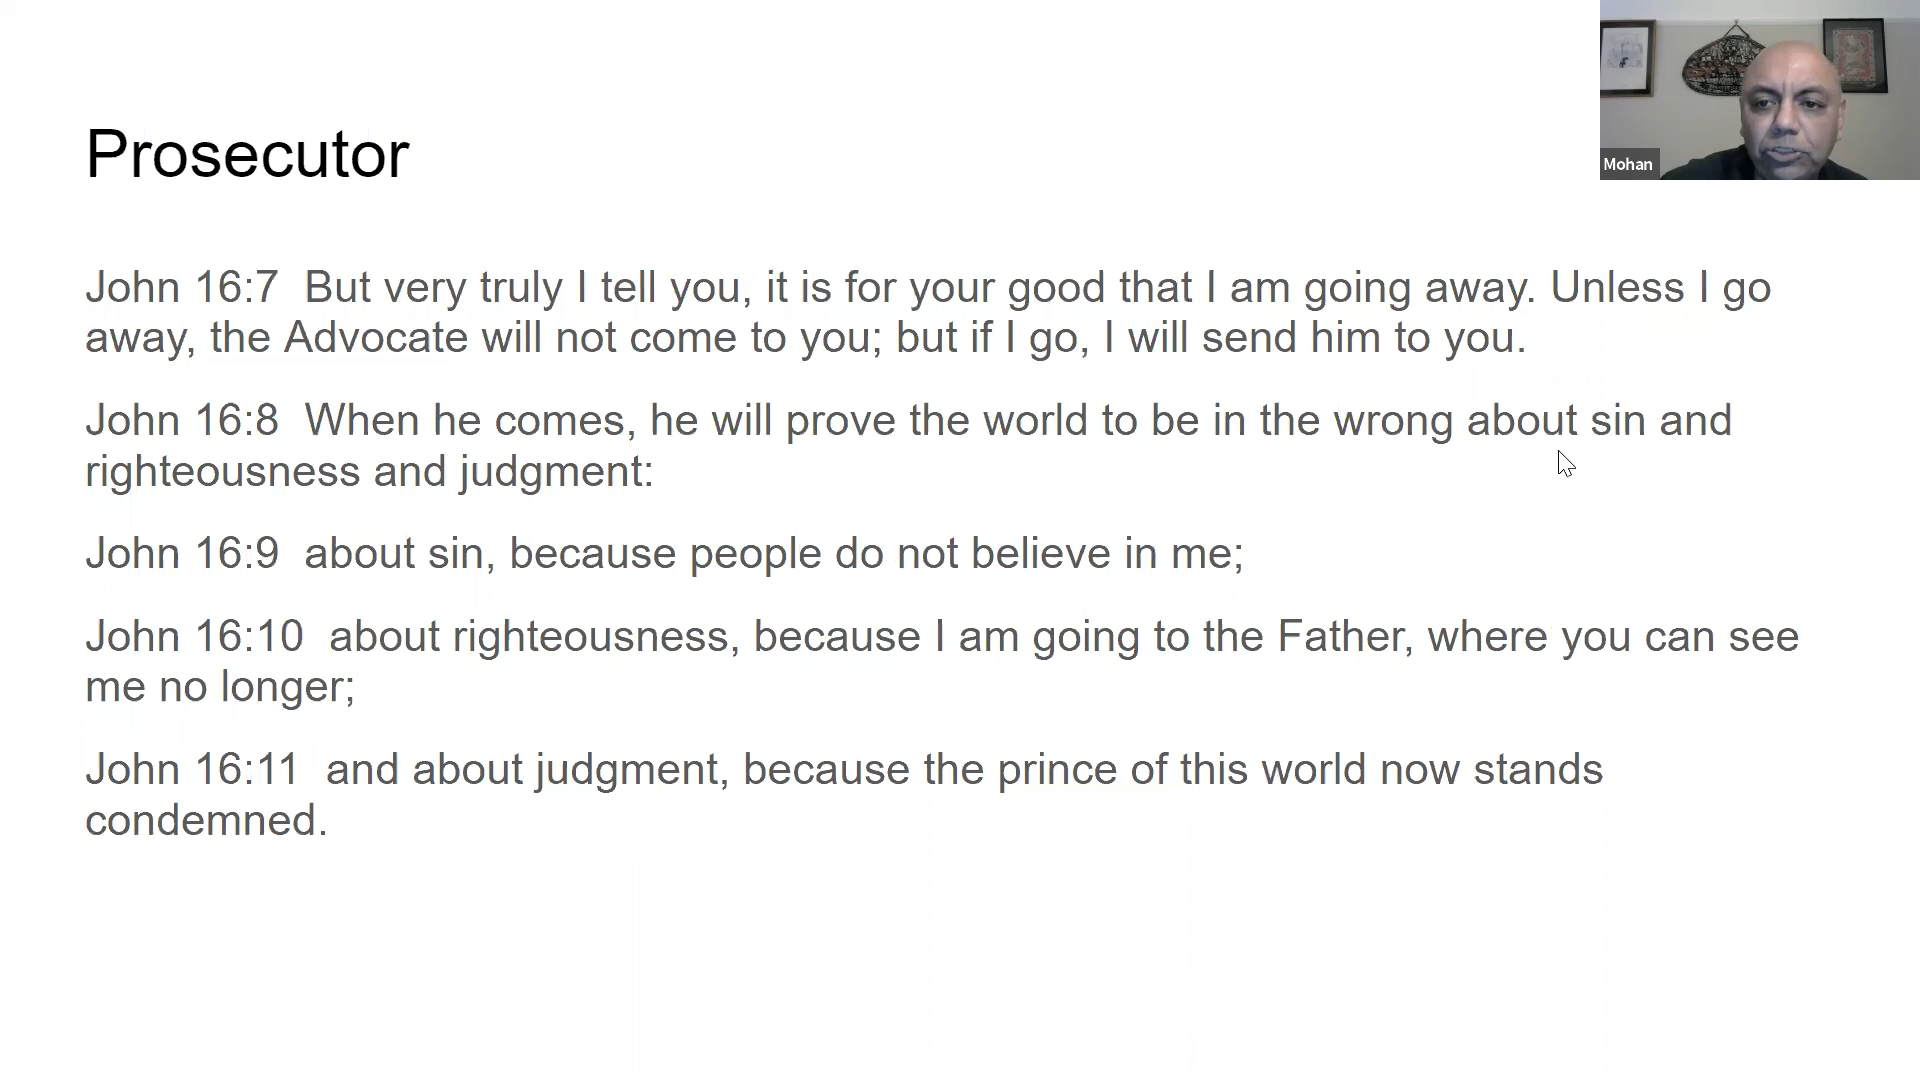 Prosecutor
Mohan
John 16:7  But very truly I tell you, it is for your good that I am going away. Unless I go
away, the Advocate will not come to you; but if I go, I will send him to you.
John 16:8  When he comes, he will prove the world to be in the wrong about sin and
righteousness and judgment:
John 16:9  about sin, because people do not believe in me;
John 16:10  about righteousness, because I am going to the Father, where you can see
me no longer;
John 16:11  and about judgment, because the prince of this world now stands
condemned.